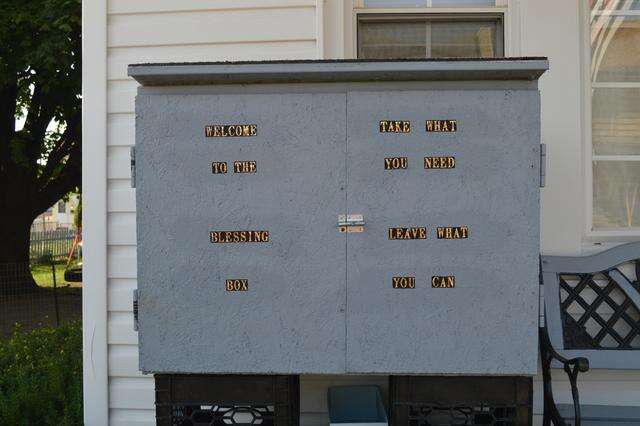 WELCOME
TO THE
BLESSING
BOX
TAKE WHAT
YOU NEED
LEAVE WHAT
YOU CAN